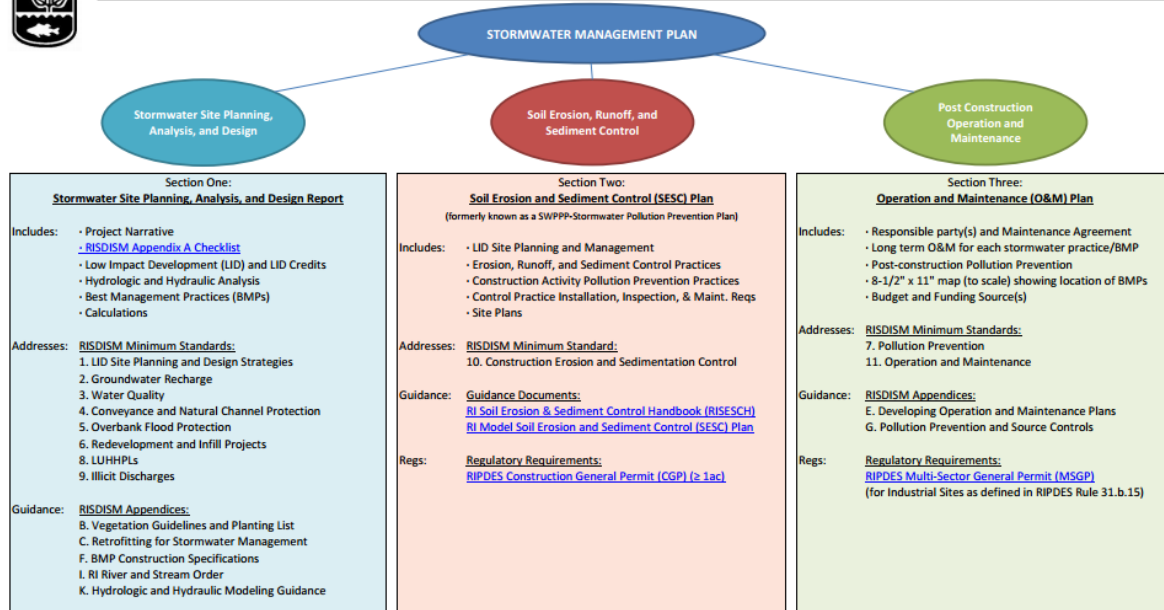 STORMWATER MANAGEMENT PLAN
Stormwater Site Planning,
Analysis, and Design
Soil Erosion, Runoff, and
Sediment Control
Post Construction
Operation and
Maintenance
Section One:
Stormwater Site Planning, Analysis, and Design Report
Includes: · Project Narrative
· RISDISM Appendix A Checklist
· Low Impact Development (LID) and LID Credits
· Hydrologic and Hydraulic Analysis
· Best Management Practices (BMPs)
· Calculations
Addresses: RISDISM Minimum Standards:
1. LID Site Planning and Design Strategies
2. Groundwater Recharge
3. Water Quality
4. Conveyance and Natural Channel Protection
5. Overbank Flood Protection
6. Redevelopment and Infill Projects
8. LUHHPLs
9. Illicit Discharges
Guidance: RISDISM Appendices:
B. Vegetation Guidelines and Planting List
C. Retrofitting for Stormwater Management
F. BMP Construction Specifications
I. RI River and Stream Order
K. Hydrologic and Hydraulic Modeling Guidance
Section Two:
Soil Erosion and Sediment Control (SESC) Plan
(formerly known as a SWPPP-Stormwater Pollution Prevention Plan)
Includes: · LID Site Planning and Management
· Erosion, Runoff, and Sediment Control Practices
· Construction Activity Pollution Prevention Practices
· Control Practice Installation, Inspection, & Maint. Reqs
· Site Plans
Addresses: RISDISM Minimum Standard:
10. Construction Erosion and Sedimentation Control
Guidance: Guidance Documents:
RI Soil Erosion & Sediment Control Handbook (RISESCH)
RI Model Soil Erosion and Sediment Control (SESC) Plan
Regs: Regulatory Requirements:
RIPDES Construction General Permit (CGP) (≥ 1ac)
Section Three:
Operation and Maintenance (O&M) Plan
Includes: · Responsible party(s) and Maintenance Agreement
· Long term O&M for each stormwater practice/BMP
· Post-construction Pollution Prevention
· 8-1/2" x 11" map (to scale) showing location of BMPs
· Budget and Funding Source(s)
Addresses: RISDISM Minimum Standards:
7. Pollution Prevention
11. Operation and Maintenance
Guidance: RISDISM Appendices:
E. Developing Operation and Maintenance Plans
G. Pollution Prevention and Source Controls
Regs: Regulatory Requirements:
RIPDES Multi-Sector General Permit (MSGP)
(for Industrial Sites as defined in RIPDES Rule 31.b.15)